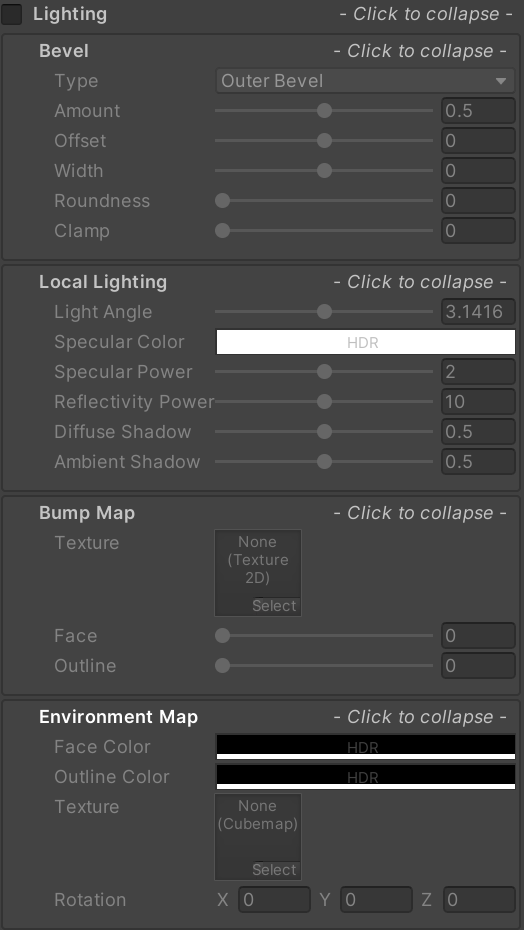 Lighting - Click to collapse -
Bevel - Click to collapse -
Type Outer Bevel
Amount 0.5
Offset 0
Width 0
Roundness 0
Clamp 0
Local Lighting - Click to collapse -
Light Angle 3.1416
Specular Color HDR
Specular Power 2
Reflectivity Power 10
Diffuse Shadow 0.5
Ambient Shadow 0.5
Bump Map - Click to collapse -
Texture None
(Texture
2D)
Select
Face 0
Outline 0
Environment Map - Click to collapse -
Face Color HDR
Outline Color HDR
Texture None
(Cubemap)
Select
Rotation X 0 Y 0 Z 0